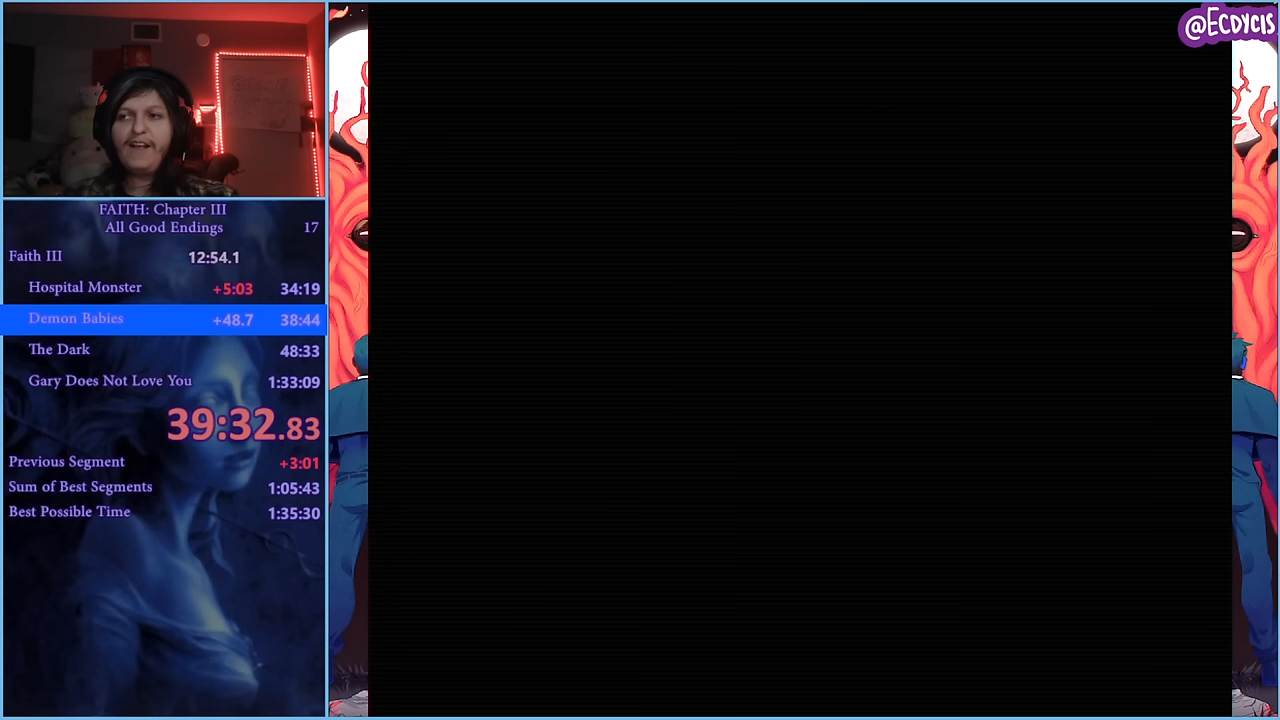 @ECDYCIS
FAITH: Chapter III
All Good Endings 17
Faith III 12:54.1
Hospital Monster +5:03 34:19
Demon Babies +48.7 38:44
The Dark 48:33
Gary Does Not Love You 1:33:09
39:32.83
Previous Segment +3:01
Sum of Best Segments 1:05:43
Best Possible Time 1:35:30